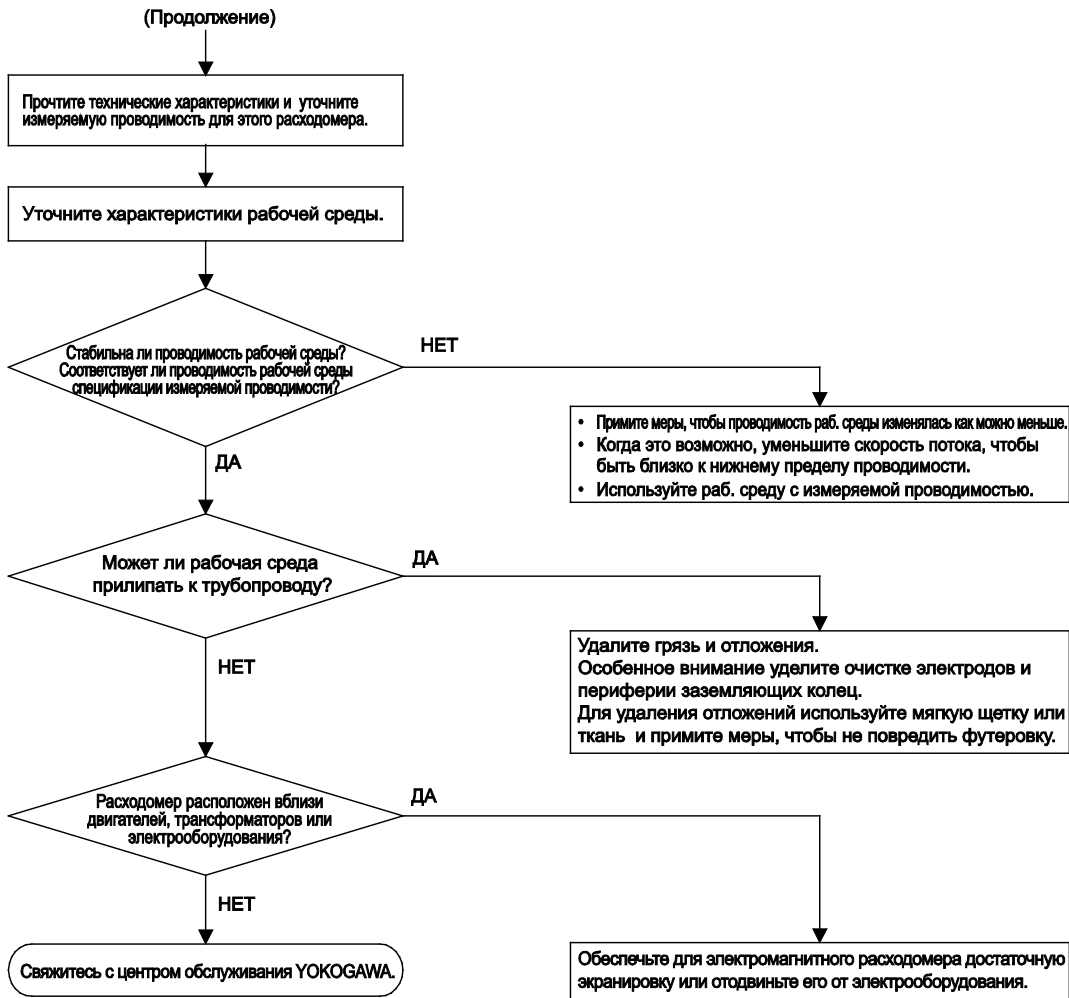 (Продолжение)
Прочтите технические характеристики и уточните
измеряемую проводимость для этого расходомера.
Уточните характеристики рабочей среды.
Стабильна ли проводимость рабочей среды?
Соответствует ли проводимость рабочей среды
спецификации измеряемой проводимости?
НЕТ
• Примите меры, чтобы проводимость раб. среды изменялась как можно меньше.
• Когда это возможно, уменьшите скорость потока, чтобы
быть близко к нижнему пределу проводимости.
• Используйте раб. среду с измеряемой проводимостью.
ДА
Может ли рабочая среда
прилипать к трубопроводу?
ДА
Удалите грязь и отложения.
Особенное внимание уделите очистке электродов и
периферии заземляющих колец.
Для удаления отложений используйте мягкую щетку или
ткань и примите меры, чтобы не повредить футеровку.
НЕТ
Расходомер расположен вблизи
двигателей, трансформаторов или
электрооборудования?
ДА
НЕТ
Свяжитесь с центром обслуживания YOKOGAWA.
Обеспечьте для электромагнитного расходомера достаточную
экранировку или отодвиньте его от электрооборудования.